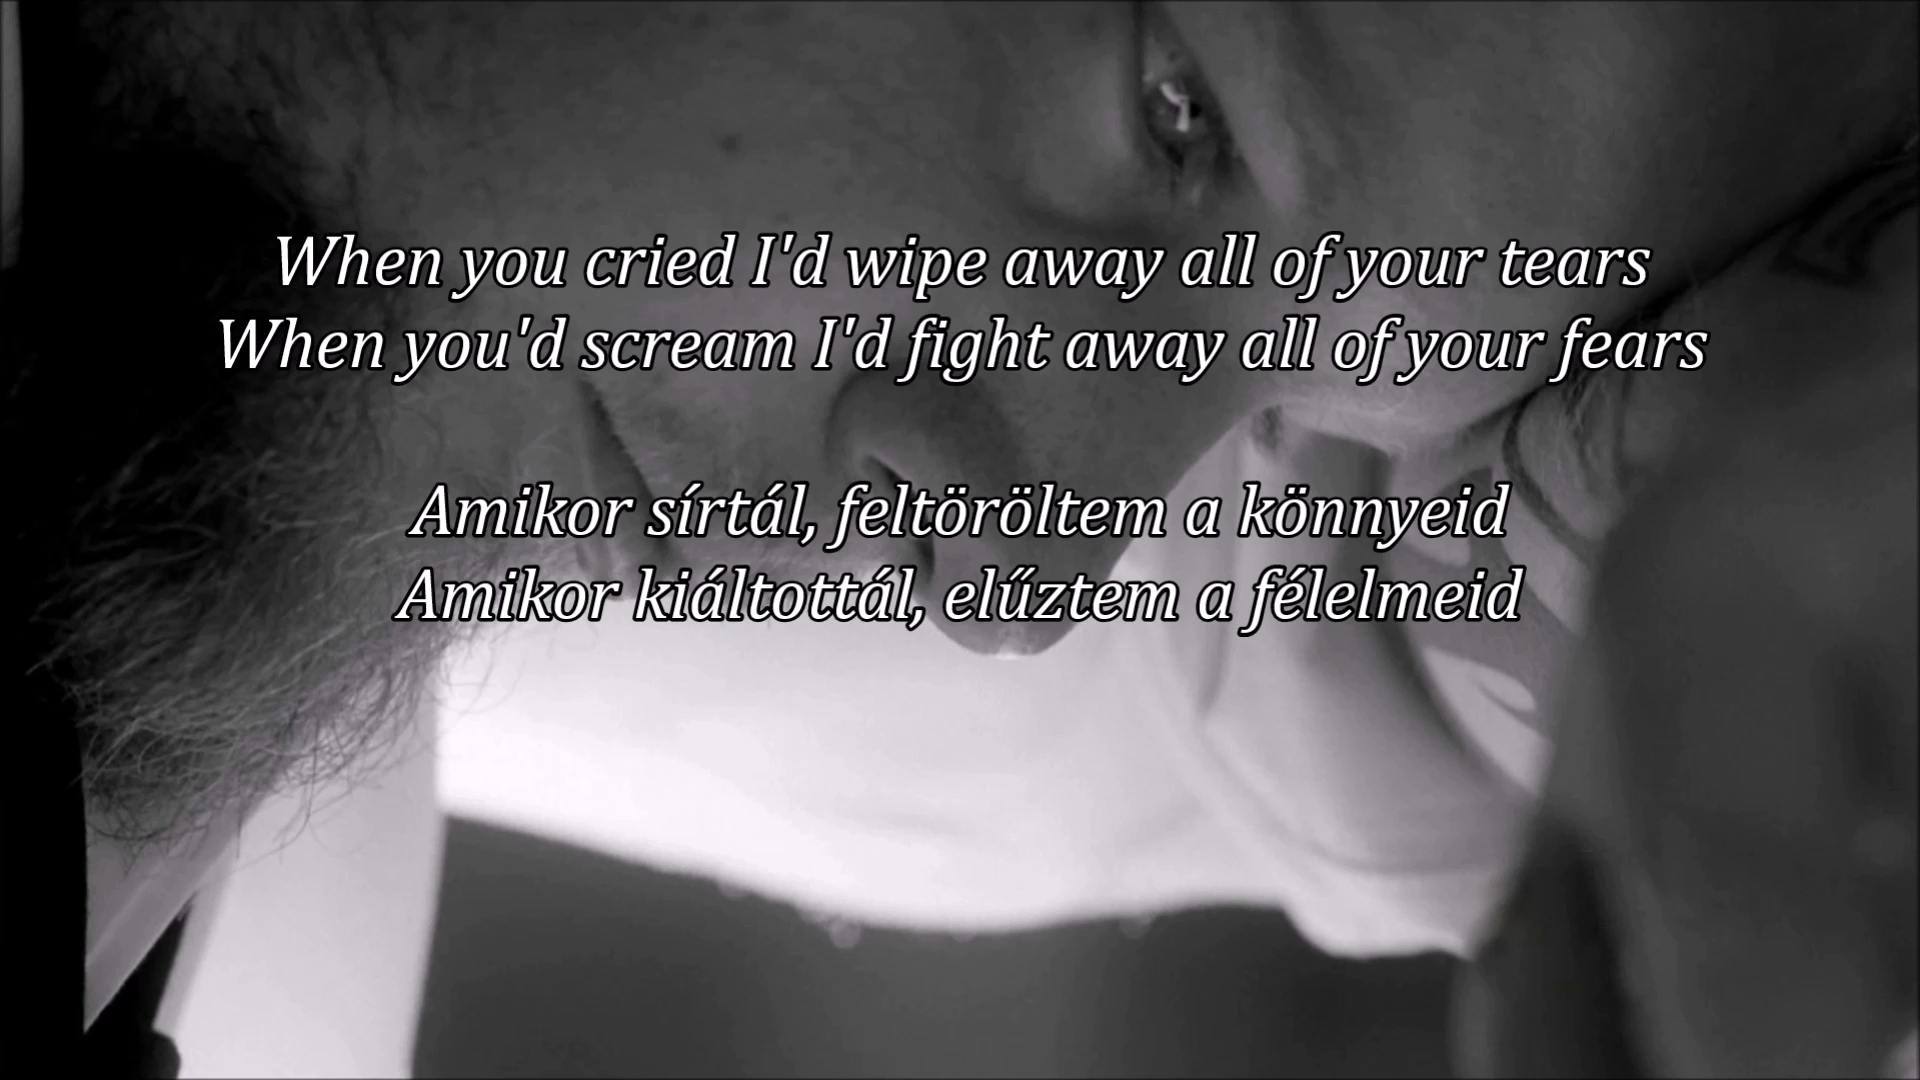 When you cried I'd wipe away all of your tears
When you'd scream I'd fight away all of your fears
Amikor sírtál, feltöröltem a könnyeid
Amikor kiáltottál, elűztem a félelmeid